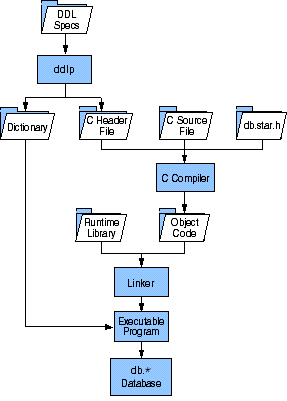 DDL
Specs
ddlp
Dictionary
C Header
File
C Source
File
db.star.h
C Compiler
Runtime
Library
Object
Code
Linker
Executable
Program
db.*
Database